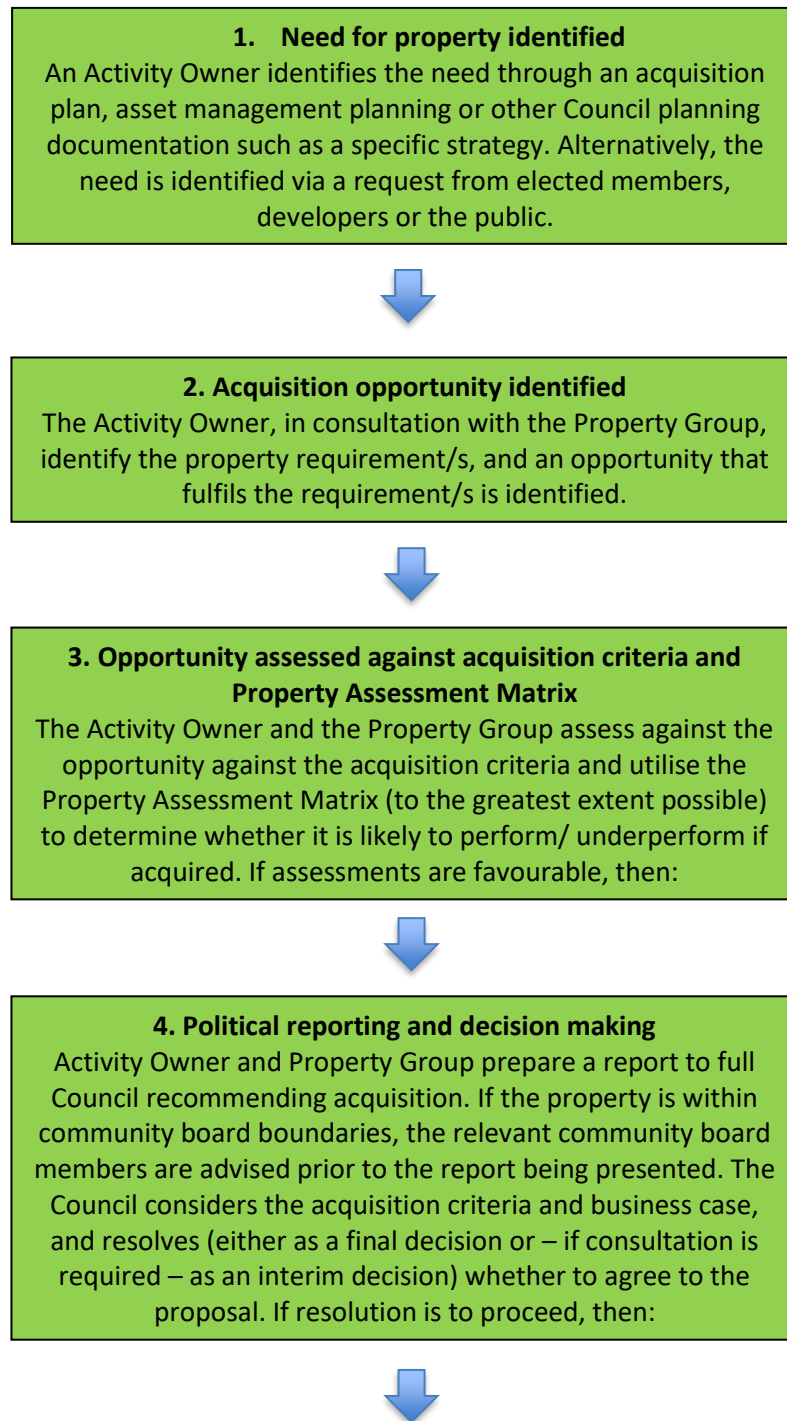 1. Need for property identified
An Activity Owner identifies the need through an acquisition
plan, asset management planning or other Council planning
documentation such as a specific strategy. Alternatively, the
need is identified via a request from elected members,
developers or the public.
2. Acquisition opportunity identified
The Activity Owner, in consultation with the Property Group,
identify the property requirement/s, and an opportunity that
fulfils the requirement/s is identified.
3. Opportunity assessed against acquisition criteria and
Property Assessment Matrix
The Activity Owner and the Property Group assess against the
opportunity against the acquisition criteria and utilise the
Property Assessment Matrix (to the greatest extent possible)
to determine whether it is likely to perform/ underperform if
acquired. If assessments are favourable, then:
4. Political reporting and decision making
Activity Owner and Property Group prepare a report to full
Council recommending acquisition. If the property is within
community board boundaries, the relevant community board
members are advised prior to the report being presented. The
Council considers the acquisition criteria and business case,
and resolves (either as a final decision or – if consultation is
required – as an interim decision) whether to agree to the
proposal. If resolution is to proceed, then: